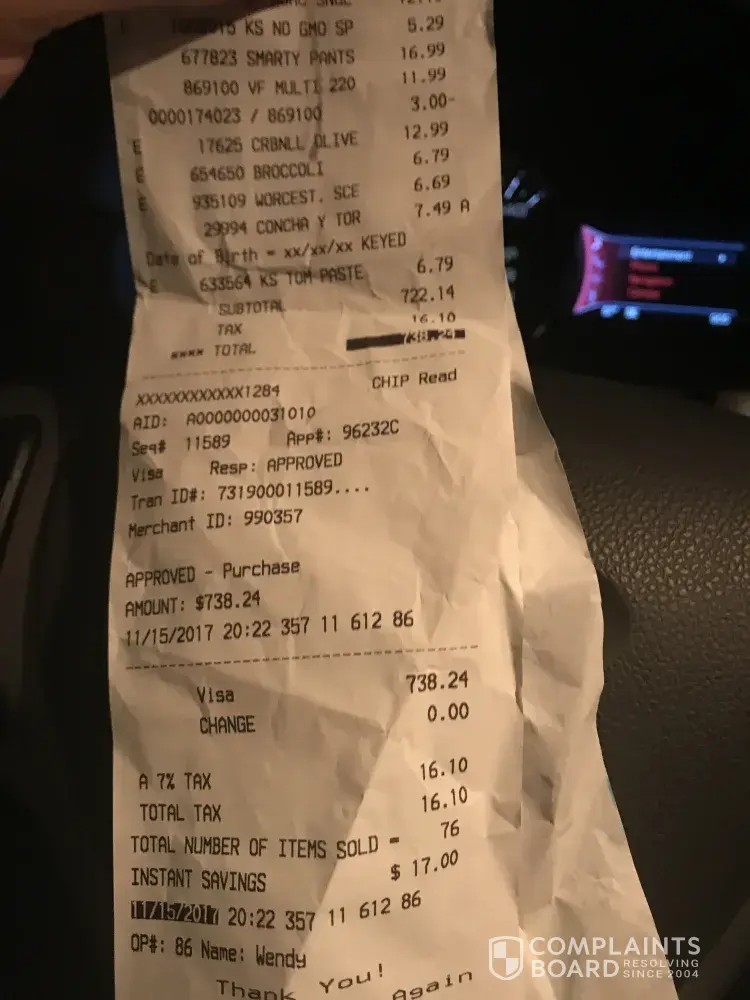 KS NO GMO SP 5.29
677823 SMARTY PANTS 16.99
869100 VF MULTI 220 11.99
0000174023 / 869100 3.00-
E 17625 CRBNLL OLIVE 12.99
E 654650 BROCCOLI 6.79
E 935109 WORCEST. SCE 6.69
29994 CONCHA Y TOR 7.49 A
Date of Birth = xx/xx/xx KEYED
E 633564 KS TOM PASTE 6.79
SUBTOTAL 722.14
TAX 16.10
**** TOTAL 738.24
XXXXXXXXXXXX1284 CHIP Read
AID: A0000000031010
Seq# 11589 App#: 96232C
Visa Resp: APPROVED
Tran ID#: 731900011589....
Merchant ID: 990357
APPROVED - Purchase
AMOUNT: $738.24
11/15/2017 20:22 357 11 612 86
Visa 738.24
CHANGE 0.00
A 7% TAX 16.10
TOTAL TAX 16.10
TOTAL NUMBER OF ITEMS SOLD = 76
INSTANT SAVINGS $ 17.00
11/15/2017 20:22 357 11 612 86
OP#: 86 Name: Wendy
Thank You!
Again
COMPLAINTS
BOARD RESOLVING SINCE 2004